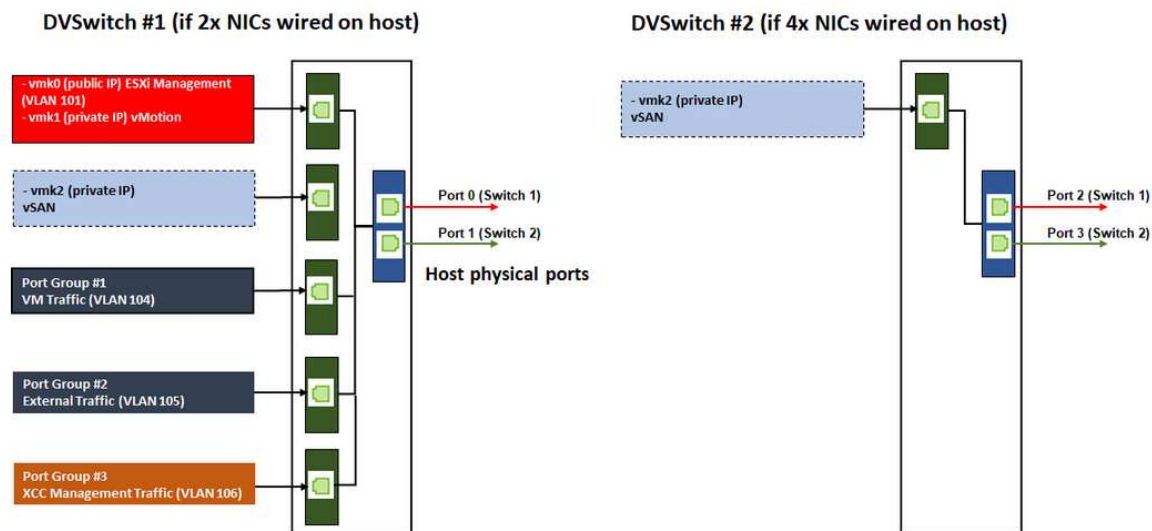 DVSwitch #1 (if 2x NICs wired on host)
- vmk0 (public IP) ESXi Management
(VLAN 101)
- vmk1 (private IP) vMotion
- vmk2 (private IP)
vSAN
Port Group #1
VM Traffic (VLAN 104)
Port Group #2
External Traffic (VLAN 105)
Port Group #3
XCC Management Traffic (VLAN 106)
Port 0 (Switch 1)
Port 1 (Switch 2)
Host physical ports
DVSwitch #2 (if 4x NICs wired on host)
- vmk2 (private IP)
vSAN
Port 2 (Switch 1)
Port 3 (Switch 2)